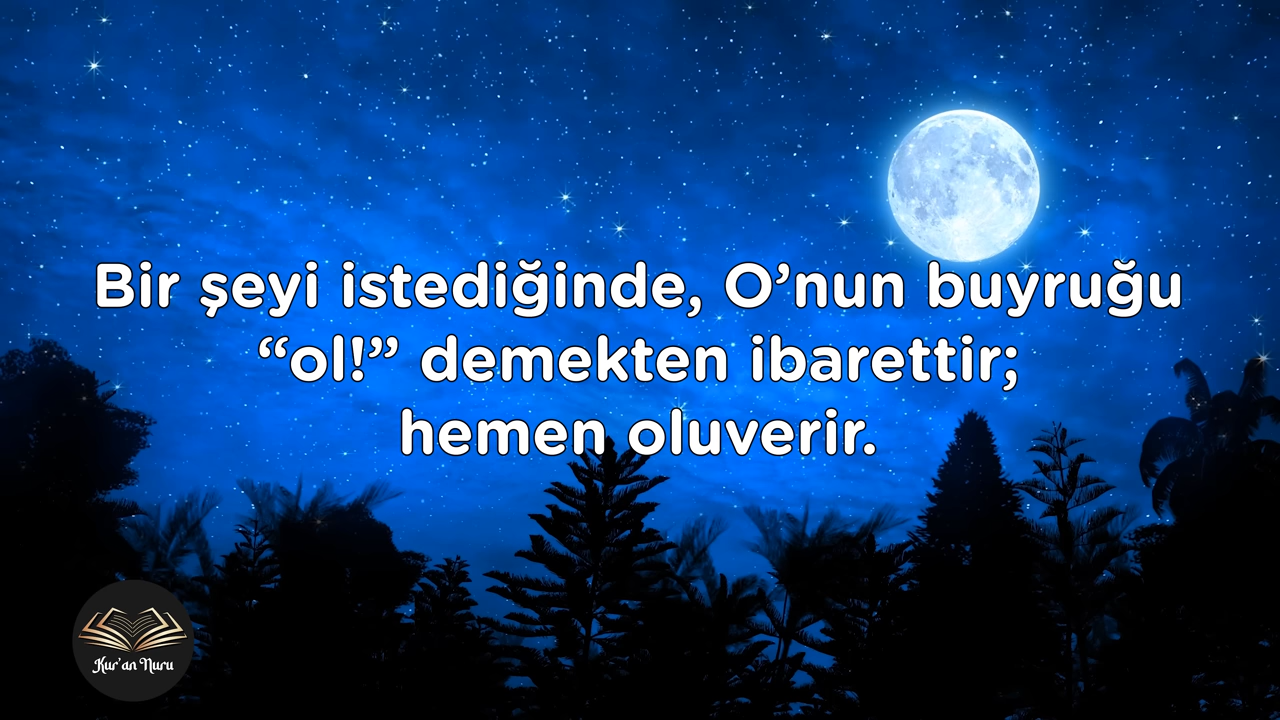 Bir şeyi istediğinde, O’nun buyruğu
“ol!” demekten ibarettir;
hemen oluverir.
Kur’an Nuru